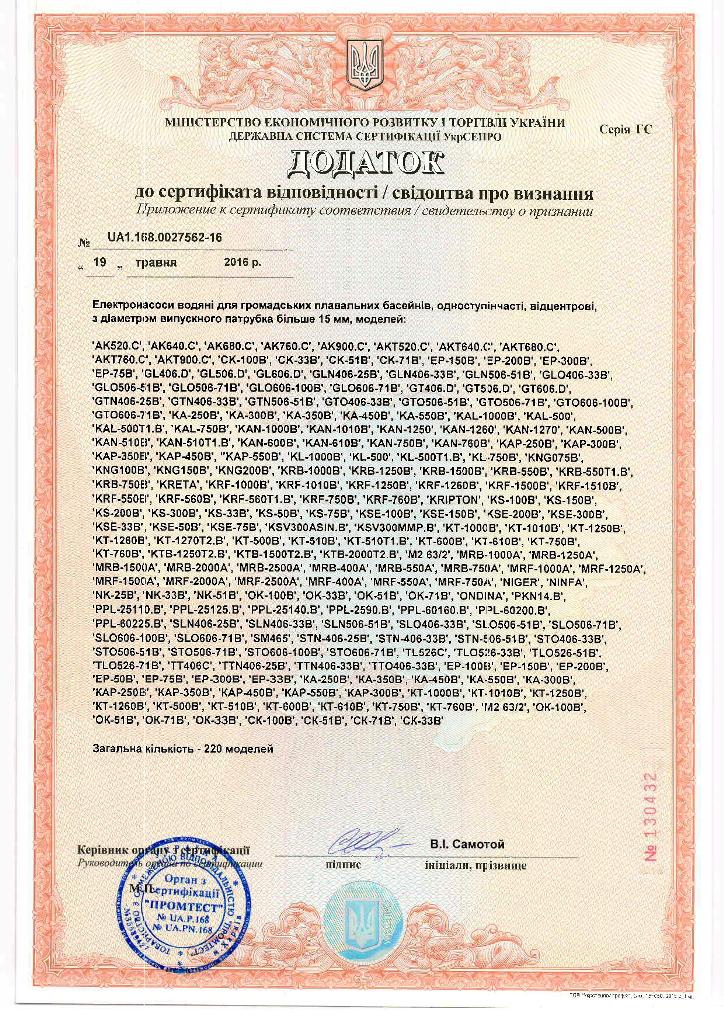 МІНІСТЕРСТВО ЕКОНОМІЧНОГО РОЗВИТКУ І ТОРГІВЛІ УКРАЇНИ
ДЕРЖАВНА СИСТЕМА СЕРТИФІКАЦІЇ УкрСЕПРО
Серія ГС
ДОДАТОК
до сертифіката відповідності / свідоцтва про визнання
Приложение к сертификату соответствия / свидетельству о признании
№ UA1.168.0027562-16
„ 19 „ травня 2016 р.
Електронасоси водяні для громадських плавальних басейнів, одноступінчасті, відцентрові,
з діаметром випускного патрубка більше 15 мм, моделей:
'AK520.C', 'AK640.C', 'AK680.C', 'AK760.C', 'AK900.C', 'AKT520.C', 'AKT640.C', 'AKT680.C',
'AKT760.C', 'AKT900.C', 'CK-100B', 'CK-33B', 'CK-51B', 'CK-71B', 'EP-150B', 'EP-200B', 'EP-300B',
'EP-75B', 'GL406.D', 'GL506.D', 'GL606.D', 'GLN406-25B', 'GLN406-33B', 'GLN506-51B', 'GLO406-33B',
'GLO506-51B', 'GLO506-71B', 'GLO606-100B', 'GLO606-71B', 'GT406.D', 'GT506.D', 'GT606.D',
'GTN406-25B', 'GTN406-33B', 'GTN506-51B', 'GTO406-33B', 'GTO506-51B', 'GTO506-71B', 'GTO606-100B',
'GTO606-71B', 'KA-250B', 'KA-300B', 'KA-350B', 'KA-450B', 'KA-550B', 'KAL-1000B', 'KAL-500',
'KAL-500T1.B', 'KAL-750B', 'KAN-1000B', 'KAN-1010B', 'KAN-1250', 'KAN-1260', 'KAN-1270', 'KAN-500B',
'KAN-510B', 'KAN-510T1.B', 'KAN-600B', 'KAN-610B', 'KAN-750B', 'KAN-760B', 'KAP-250B', 'KAP-300B',
'KAP-350B', 'KAP-450B', 'KAP-550B', 'KL-1000B', 'KL-500', 'KL-500T1.B', 'KL-750B', 'KNG075B',
'KNG100B', 'KNG150B', 'KNG200B', 'KRB-1000B', 'KRB-1250B', 'KRB-1500B', 'KRB-550B', 'KRB-550T1.B',
'KRB-750B', 'KRETA', 'KRF-1000B', 'KRF-1010B', 'KRF-1250B', 'KRF-1260B', 'KRF-1500B', 'KRF-1510B',
'KRF-550B', 'KRF-560B', 'KRF-560T1.B', 'KRF-750B', 'KRF-760B', 'KRIPTON', 'KS-100B', 'KS-150B',
'KS-200B', 'KS-300B', 'KS-33B', 'KS-50B', 'KS-75B', 'KSE-100B', 'KSE-150B', 'KSE-200B', 'KSE-300B',
'KSE-33B', 'KSE-50B', 'KSE-75B', 'KSV300ASIN.B', 'KSV300MMP.B', 'KT-1000B', 'KT-1010B', 'KT-1250B',
'KT-1260B', 'KT-1270T2.B', 'KT-500B', 'KT-510B', 'KT-510T1.B', 'KT-600B', 'KT-610B', 'KT-750B',
'KT-760B', 'KTB-1250T2.B', 'KTB-1500T2.B', 'KTB-2000T2.B', 'M2 63/2', 'MRB-1000A', 'MRB-1250A',
'MRB-1500A', 'MRB-2000A', 'MRB-2500A', 'MRB-400A', 'MRB-550A', 'MRB-750A', 'MRF-1000A', 'MRF-1250A',
'MRF-1500A', 'MRF-2000A', 'MRF-2500A', 'MRF-400A', 'MRF-550A', 'MRF-750A', 'NIGER', 'NINFA',
'NK-25B', 'NK-33B', 'NK-51B', 'OK-100B', 'OK-33B', 'OK-51B', 'OK-71B', 'ONDINA', 'PKN14.B',
'PPL-25110.B', 'PPL-25125.B', 'PPL-25140.B', 'PPL-2590.B', 'PPL-60160.B', 'PPL-60200.B',
'PPL-60225.B', 'SLN406-25B', 'SLN406-33B', 'SLN506-51B', 'SLO406-33B', 'SLO506-51B', 'SLO506-71B',
'SLO606-100B', 'SLO606-71B', 'SM465', 'STN-406-25B', 'STN-406-33B', 'STN-506-51B', 'STO406-33B',
'STO506-51B', 'STO506-71B', 'STO606-100B', 'STO606-71B', 'TL526C', 'TLO526-33B', 'TLO526-51B',
'TLO526-71B', 'TT406C', 'TTN406-25B', 'TTN406-33B', 'TTO406-33B', 'EP-100B', 'EP-150B', 'EP-200B',
'EP-50B', 'EP-75B', 'EP-300B', 'EP-33B', 'KA-250B', 'KA-350B', 'KA-450B', 'KA-550B', 'KA-300B',
'KAP-250B', 'KAP-350B', 'KAP-450B', 'KAP-550B', 'KAP-300B', 'KT-1000B', 'KT-1010B', 'KT-1250B',
'KT-1260B', 'KT-500B', 'KT-510B', 'KT-600B', 'KT-610B', 'KT-750B', 'KT-760B', 'M2 63/2', 'OK-100B',
'OK-51B', 'OK-71B', 'OK-33B', 'CK-100B', 'CK-51B', 'CK-71B', 'CK-33B'
Загальна кількість - 220 моделей
№ 130432
Керівник органу з сертифікації
Руководитель органа по сертификации
В.І. Самотой
підпис
ініціали, прізвище
М.П.
Орган з
сертифікації
"ПРОМТЕСТ"
№ UA.P.168
№ UA.PN.168